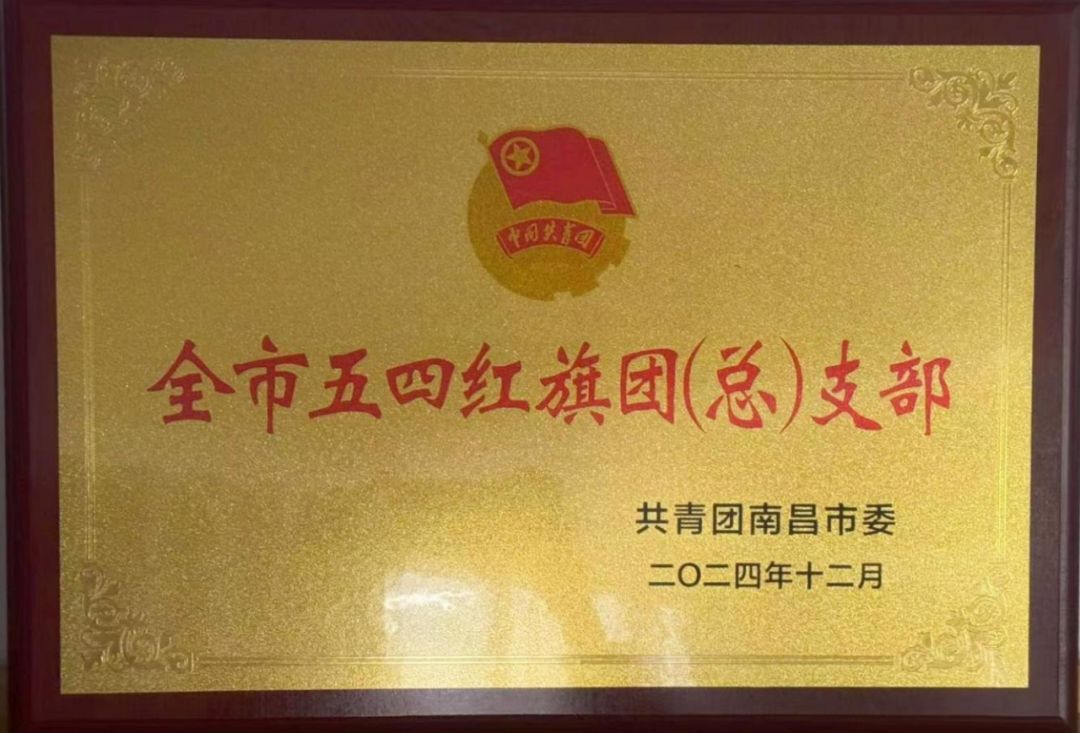 中国共青团
全市五四红旗团(总)支部
共青团南昌市委
二〇二四年十二月